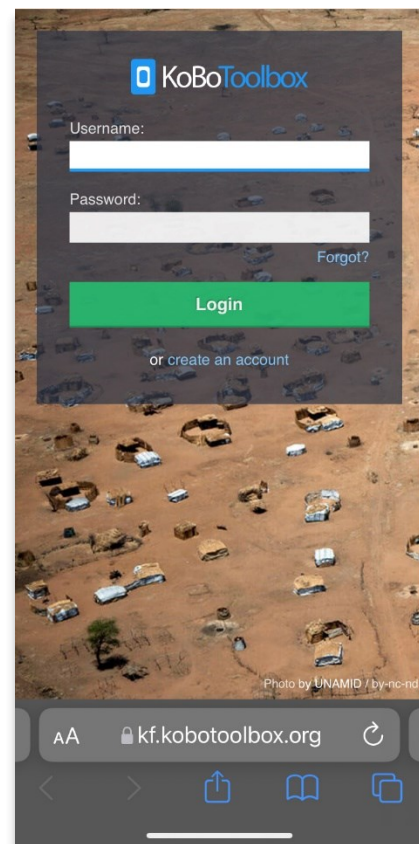 KoBoToolbox
Username:
Password:
Forgot?
Login
or create an account
Photo by UNAMID / by-nc-nd
AA kf.kobotoolbox.org